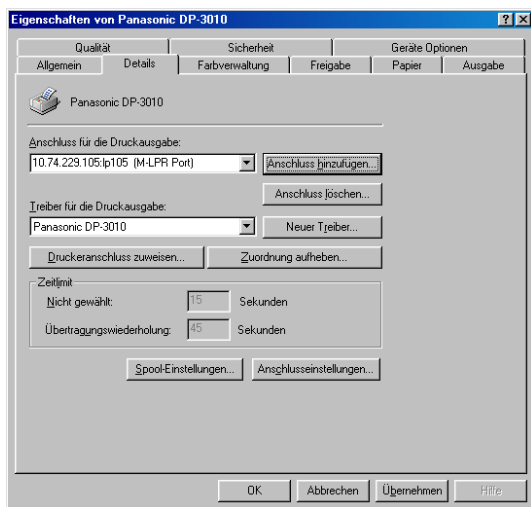 Eigenschaften von Panasonic DP-3010
Qualität Sicherheit Geräte Optionen
Allgemein Details Farbverwaltung Freigabe Papier Ausgabe
Panasonic DP-3010
Anschluss für die Druckausgabe:
10.74.229.105:lp105 (M-LPR Port)
Anschluss hinzufügen...
Anschluss löschen...
Treiber für die Druckausgabe:
Panasonic DP-3010
Neuer Treiber...
Druckeranschluss zuweisen... Zuordnung aufheben...
Zeitlimit
Nicht gewählt: 15 Sekunden
Übertragungswiederholung: 45 Sekunden
Spool-Einstellungen... Anschlusseinstellungen...
OK Abbrechen Übernehmen Hilfe